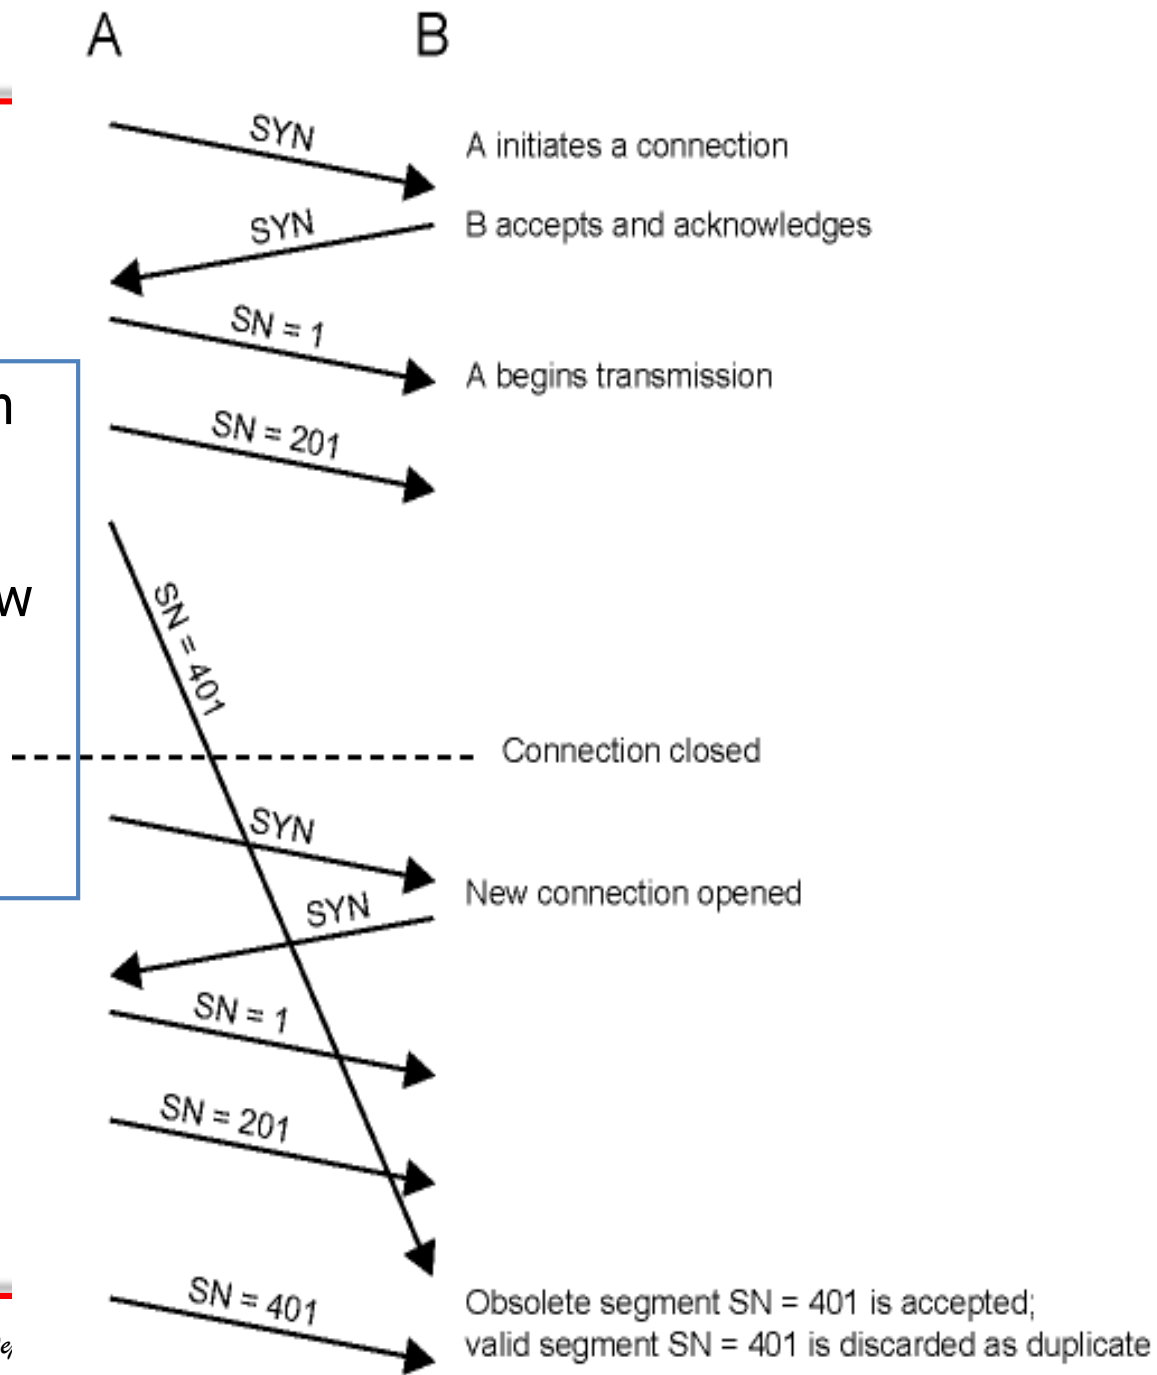 A B
SYN
A initiates a connection
SYN
B accepts and acknowledges
SN = 1
A begins transmission
SN = 201
SN = 401
Connection closed
SYN
New connection opened
SYN
SN = 1
SN = 201
SN = 401
Obsolete segment SN = 401 is accepted;
valid segment SN = 401 is discarded as duplicate